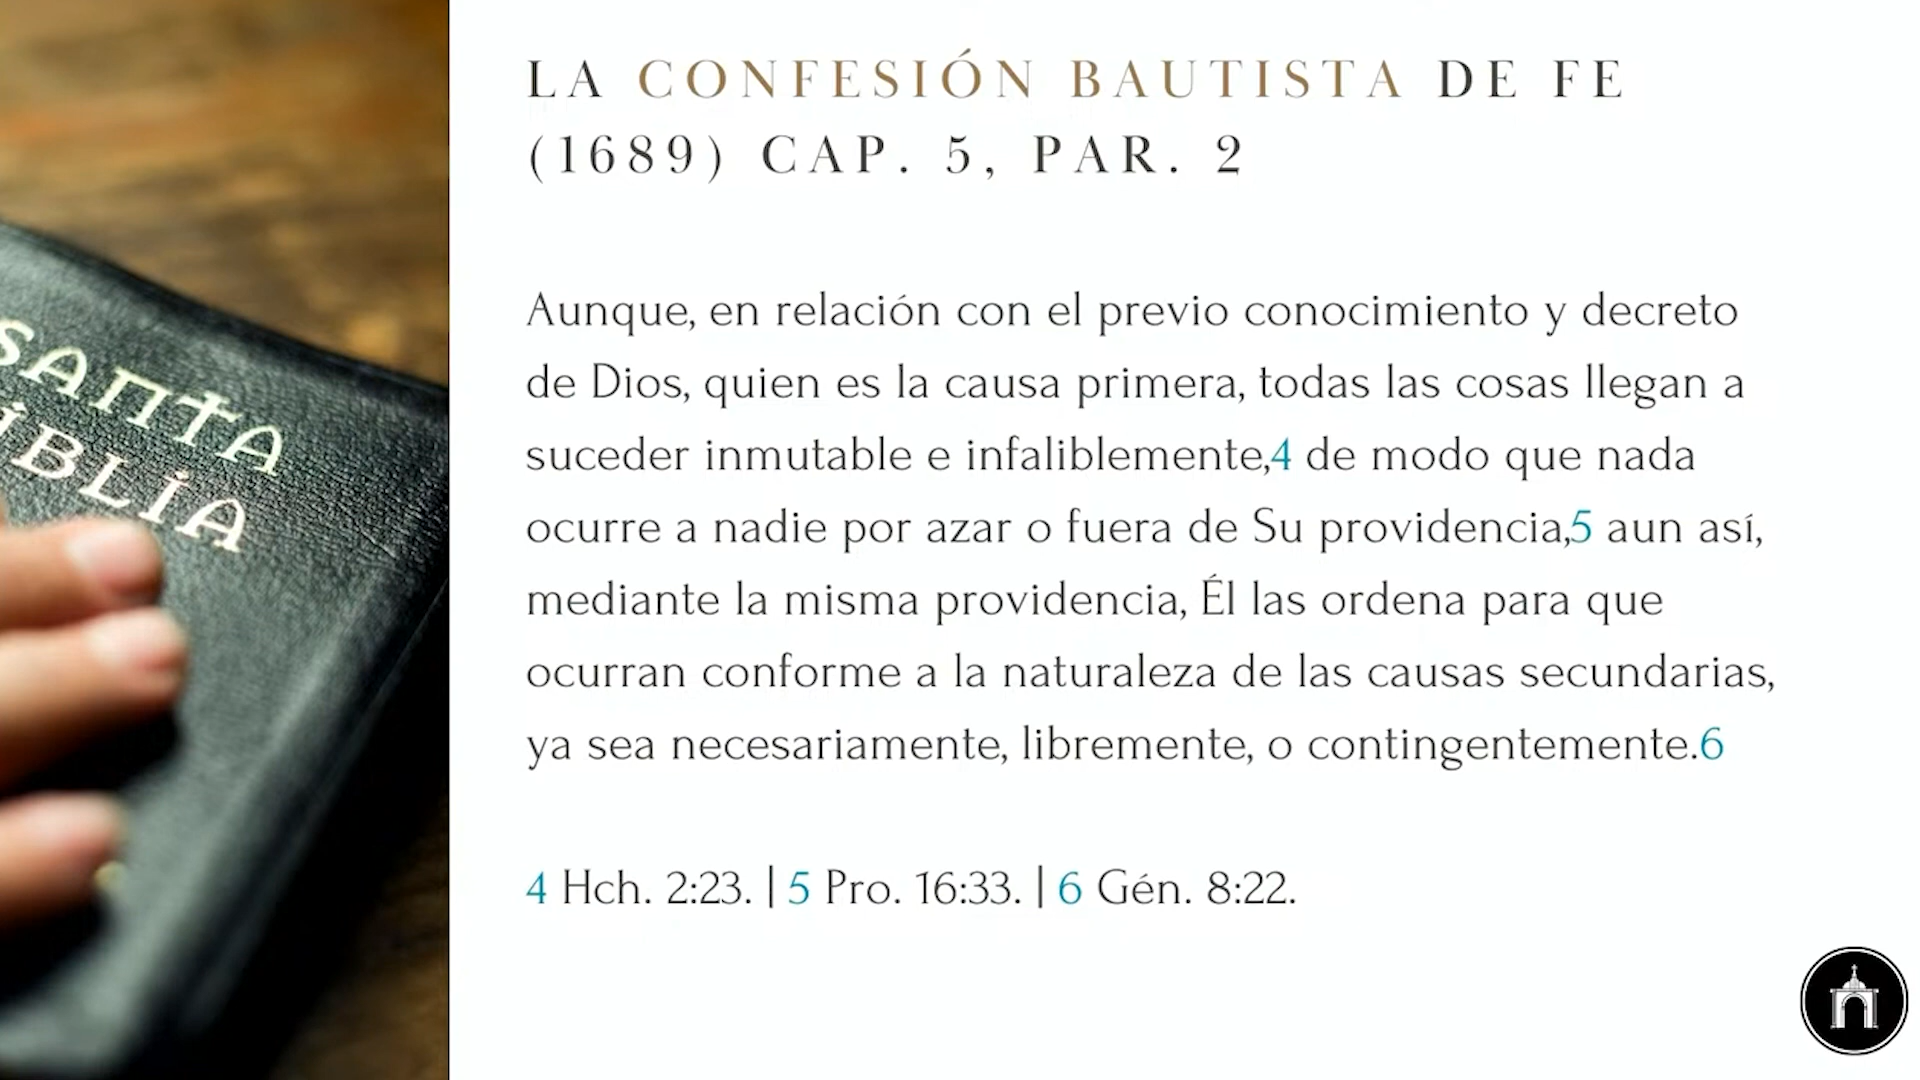 LA CONFESIÓN BAUTISTA DE FE
(1689) CAP. 5, PAR. 2
Aunque, en relación con el previo conocimiento y decreto
de Dios, quien es la causa primera, todas las cosas llegan a
suceder inmutable e infaliblemente,4 de modo que nada
ocurre a nadie por azar o fuera de Su providencia,5 aun así,
mediante la misma providencia, Él las ordena para que
ocurran conforme a la naturaleza de las causas secundarias,
ya sea necesariamente, libremente, o contingentemente.6
4 Hch. 2:23. | 5 Pro. 16:33. | 6 Gén. 8:22.
SANTA
BIBLIA